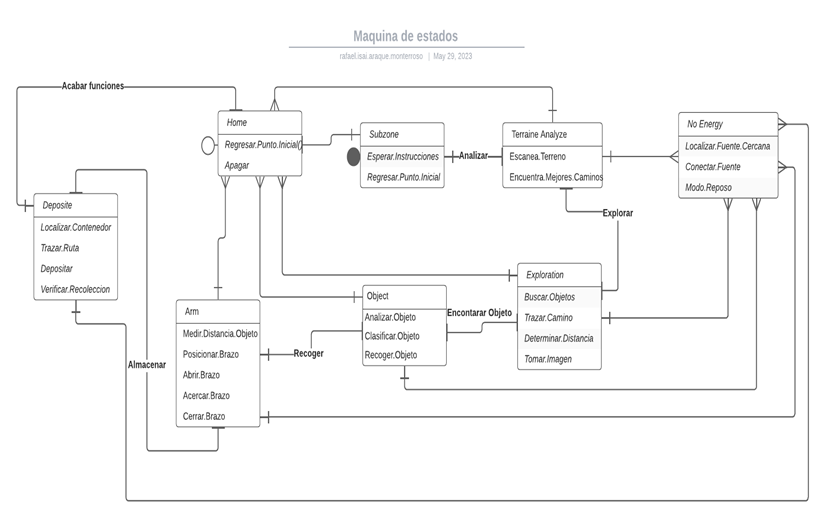 Maquina de estados
rafael.isai.araque.monterroso | May 29, 2023
Acabar funciones
Home
Regresar.Punto.Inicial()
Apagar
Subzone
Esperar.Instrucciones
Regresar.Punto.Inicial
Analizar
Terraine Analyze
Escanea.Terreno
Encuentra.Mejores.Caminos
No Energy
Localizar.Fuente.Cercana
Conectar.Fuente
Modo.Reposo
Deposite
Localizar.Contenedor
Trazar.Ruta
Depositar
Verificar.Recoleccion
Explorar
Exploration
Buscar.Objetos
Trazar.Camino
Determinar.Distancia
Tomar.Imagen
Object
Analizar.Objeto
Clasificar.Objeto
Recoger.Objeto
Encontarar Objeto
Arm
Medir.Distancia.Objeto
Posicionar.Brazo
Abrir.Brazo
Acercar.Brazo
Cerrar.Brazo
Recoger
Almacenar